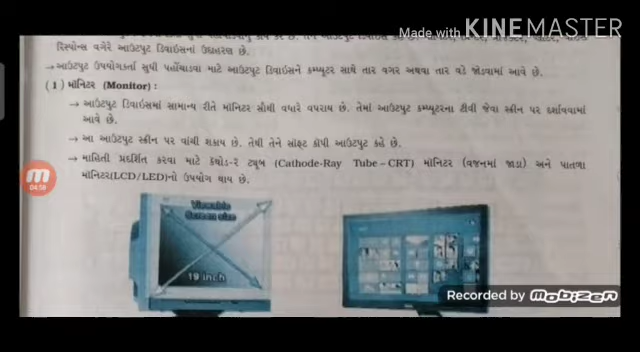 Made with KINEMASTER
રિસ્પોન્સ વગેરે આઉટપુટ ડિવાઇસનાં ઉદાહરણ છે.
→ આઉટપુટ ઉપયોગકર્તા સુધી પહોંચાડવા માટે આઉટપુટ ડિવાઇસને કમ્પ્યૂટર સાથે તાર વગર અથવા તાર વડે જોડવામાં આવે છે.
(1) મૉનિટર (Monitor) :
→ આઉટપુટ ડિવાઇસમાં સામાન્ય રીતે મૉનિટર સૌથી વધારે વપરાય છે. તેમાં આઉટપુટ કમ્પ્યૂટરના ટીવી જેવા સ્ક્રીન પર દર્શાવવામાં
આવે છે.
→ આ આઉટપુટ સ્ક્રીન પર વાંચી શકાય છે. તેથી તેને સૉફ્ટ કૉપી આઉટપુટ કહે છે.
→ માહિતી પ્રદર્શિત કરવા માટે કેથોડ-રે ટ્યૂબ (Cathode-Ray Tube – CRT) મૉનિટર (વજનમાં જાડા) અને પાતળા
મૉનિટર(LCD/LED)નો ઉપયોગ થાય છે.
04:59
Viewable
Screen size
19 inch
Recorded by mobizen